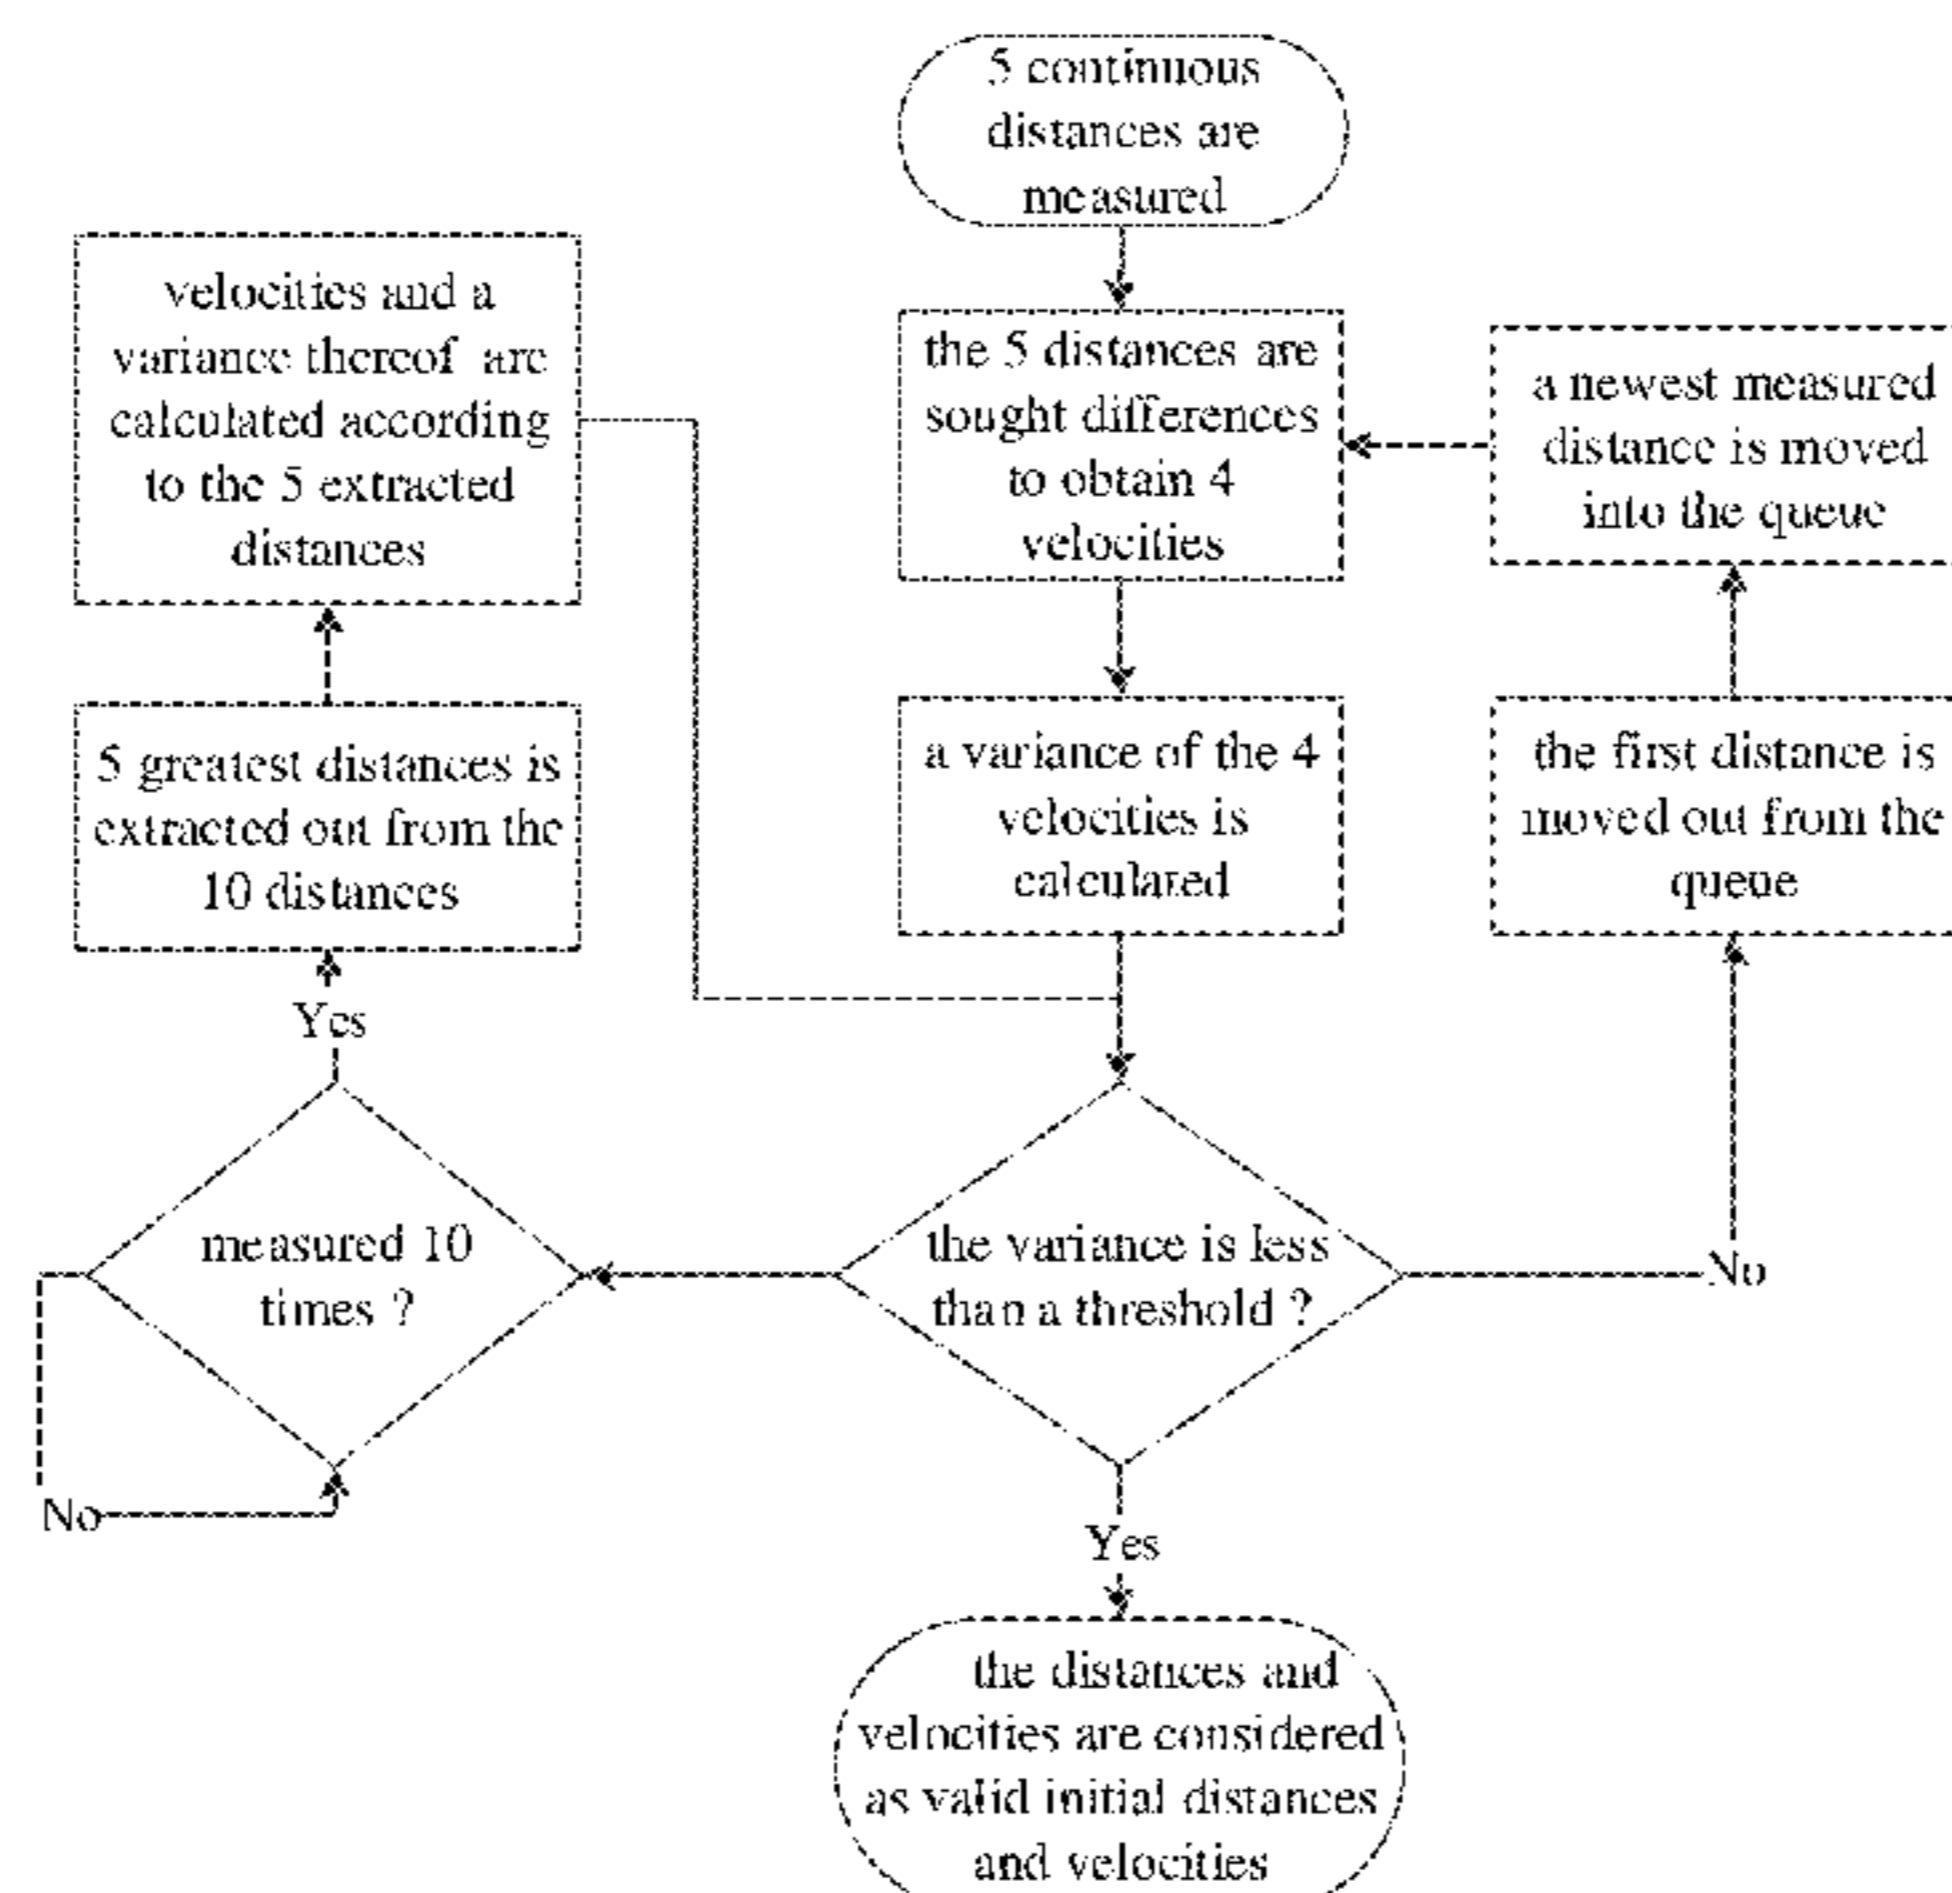 5 continuous
distances are
measured
velocities and a
variance thereof are
calculated according
to the 5 extracted
distances
the 5 distances are
sought differences
to obtain 4
velocities
a newest measured
distance is moved
into the queue
5 greatest distances is
extracted out from the
10 distances
a variance of the 4
velocities is
calculated
the first distance is
moved out from the
queue
Yes
measured 10
times ?
the variance is less
than a threshold ?
No
No
Yes
the distances and
velocities are considered
as valid initial distances
and velocities